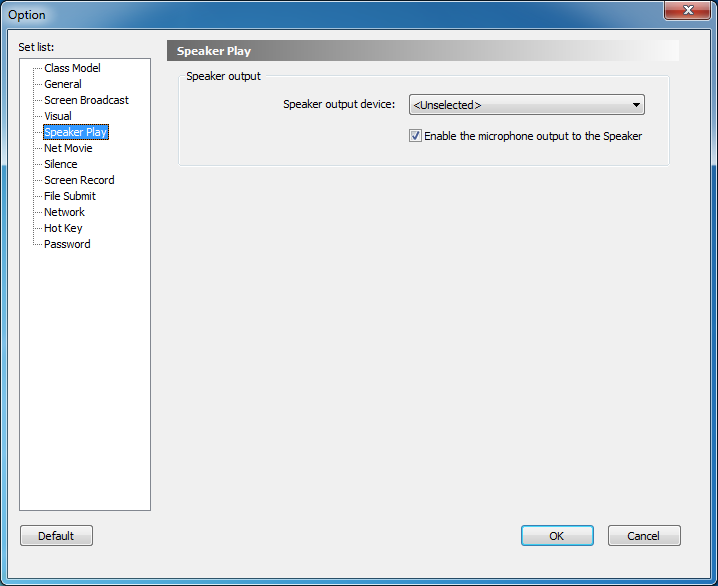 Option
Set list:
Class Model
General
Screen Broadcast
Visual
Speaker Play
Net Movie
Silence
Screen Record
File Submit
Network
Hot Key
Password
Speaker Play
Speaker output
Speaker output device:
<Unselected>
Enable the microphone output to the Speaker
Default
OK
Cancel